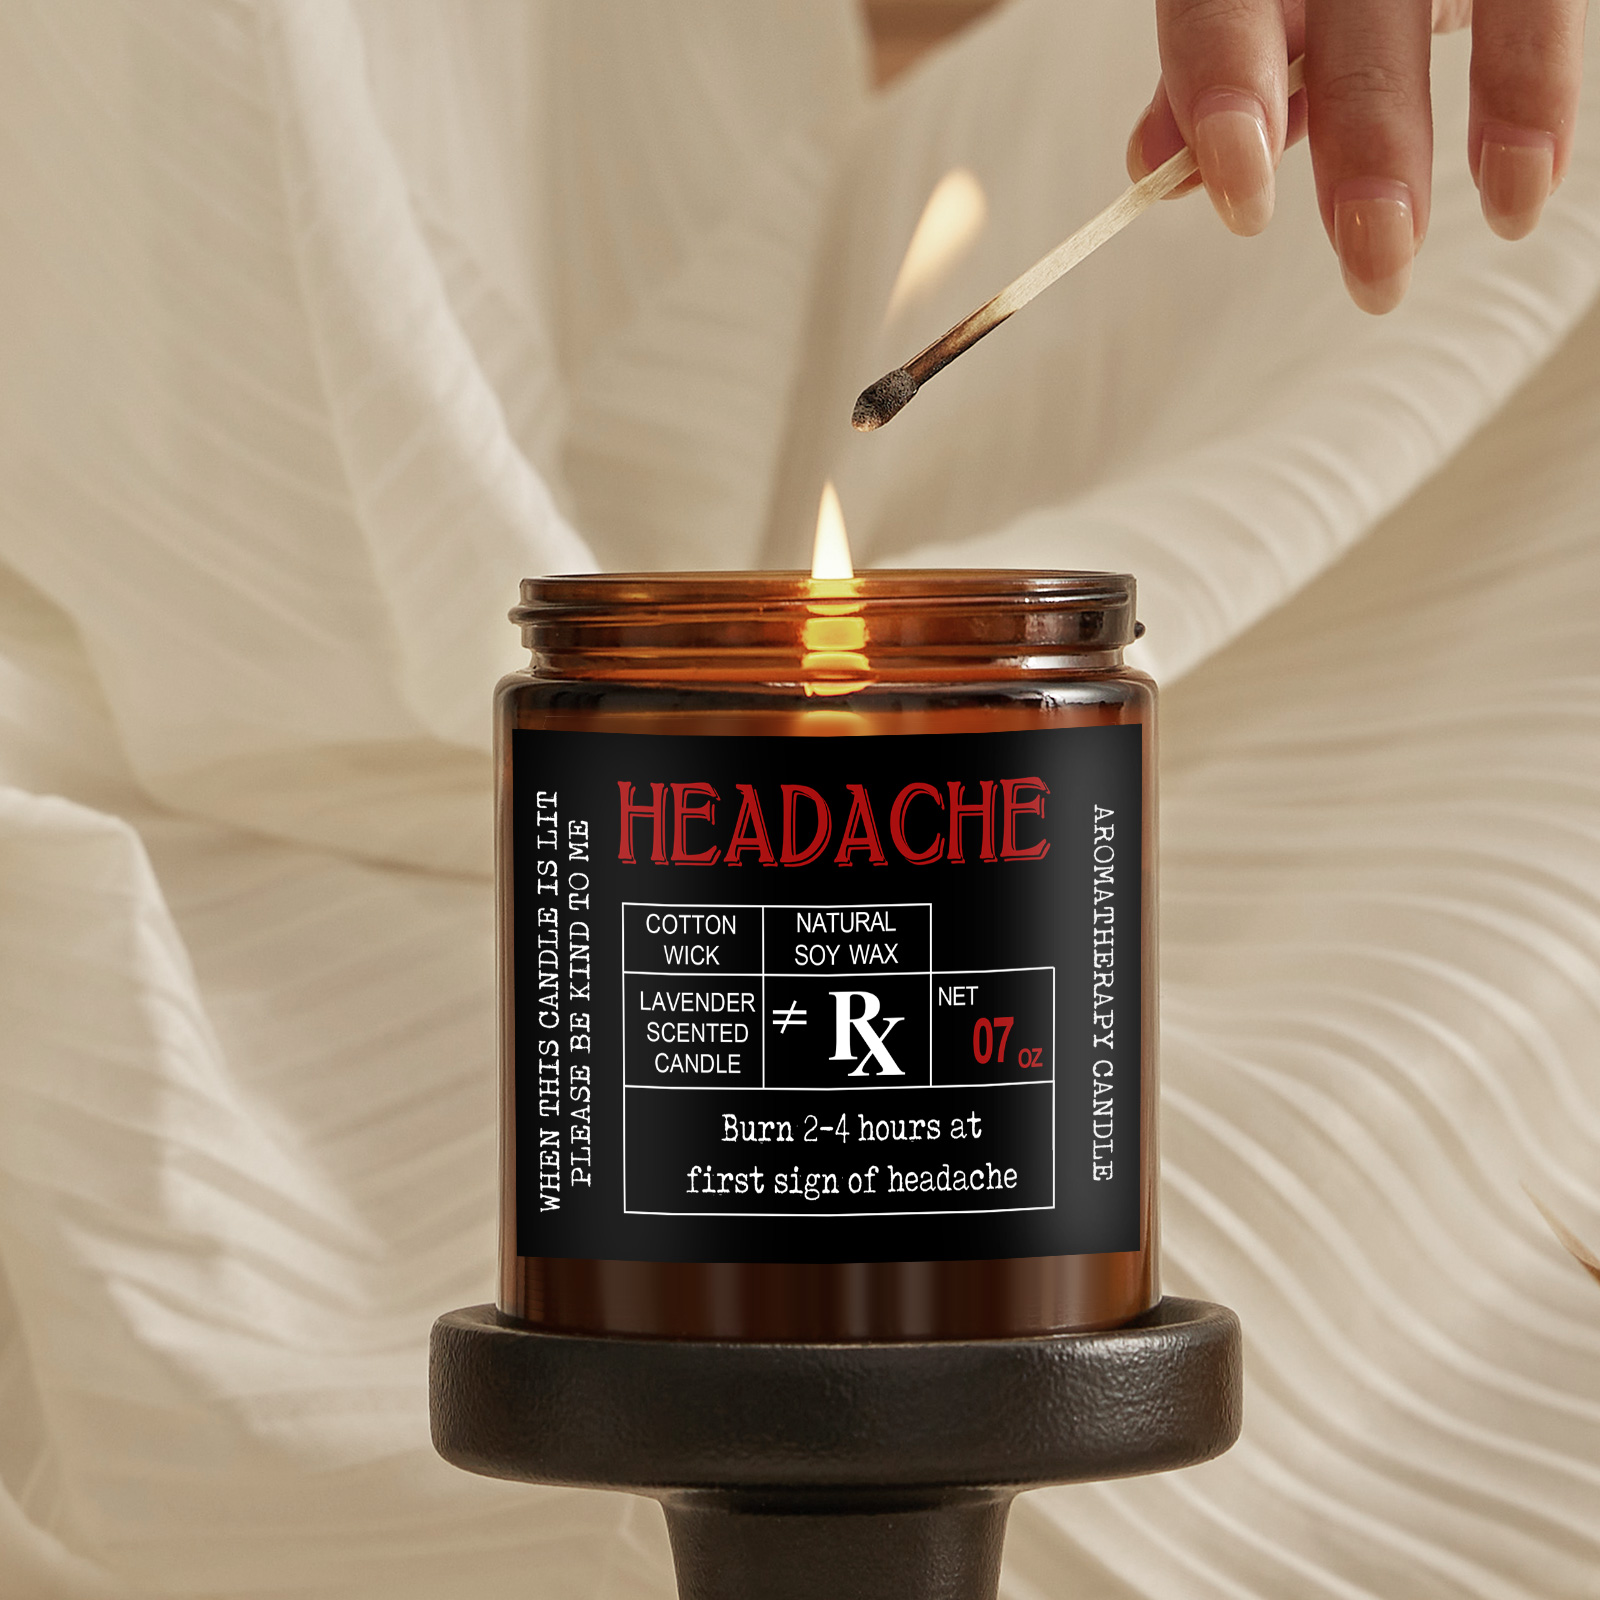 WHEN THIS CANDLE IS LIT
PLEASE BE KIND TO ME
HEADACHE
COTTON
WICK
NATURAL
SOY WAX
LAVENDER
SCENTED
CANDLE
≠ Rx
NET
07 OZ
Burn 2-4 hours at
first sign of headache
AROMATHERAPY CANDLE